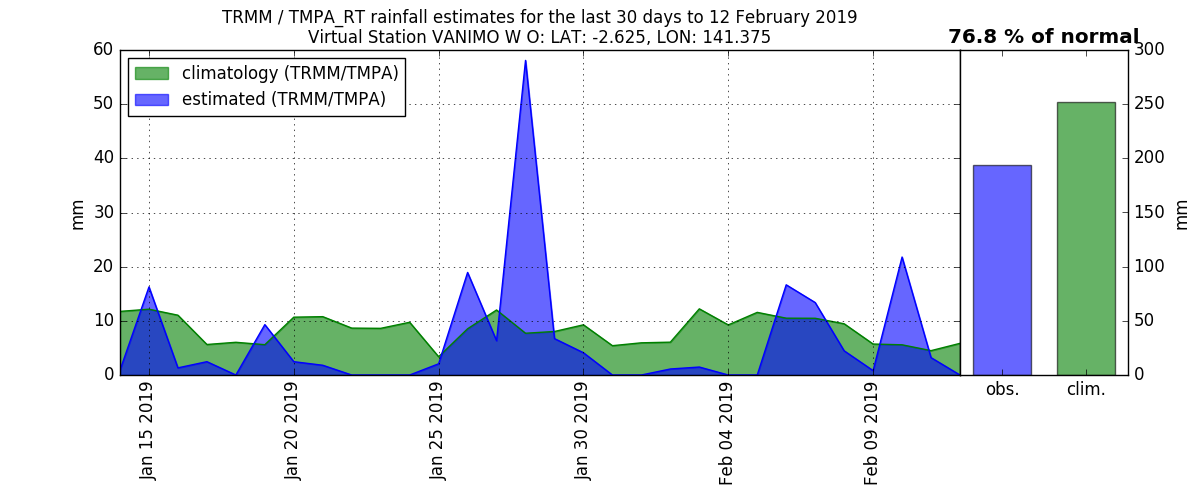 TRMM / TMPA_RT rainfall estimates for the last 30 days to 12 February 2019
Virtual Station VANIMO W O: LAT: -2.625, LON: 141.375
76.8 % of normal
climatology (TRMM/TMPA)
estimated (TRMM/TMPA)
60
50
40
30
20
10
0
mm
Jan 15 2019
Jan 20 2019
Jan 25 2019
Jan 30 2019
Feb 04 2019
Feb 09 2019
obs.
clim.
300
250
200
150
100
50
0
mm